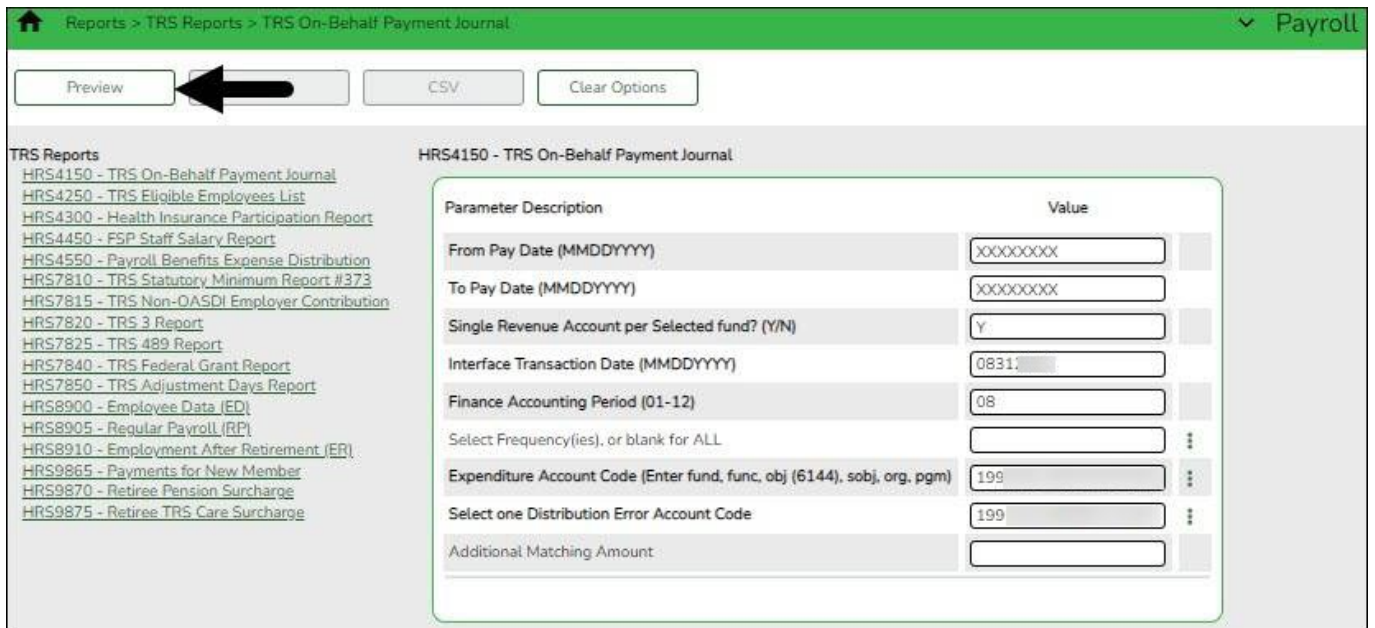 Reports > TRS Reports > TRS On-Behalf Payment Journal
Payroll
Preview
CSV
Clear Options
TRS Reports
HRS4150 - TRS On-Behalf Payment Journal
HRS4250 - TRS Eligible Employees List
HRS4300 - Health Insurance Participation Report
HRS4450 - FSP Staff Salary Report
HRS4550 - Payroll Benefits Expense Distribution
HRS7810 - TRS Statutory Minimum Report #373
HRS7815 - TRS Non-OASDI Employer Contribution
HRS7820 - TRS 3 Report
HRS7825 - TRS 489 Report
HRS7840 - TRS Federal Grant Report
HRS7850 - TRS Adjustment Days Report
HRS8900 - Employee Data (ED)
HRS8905 - Regular Payroll (RP)
HRS8910 - Employment After Retirement (ER)
HRS9865 - Payments for New Member
HRS9870 - Retiree Pension Surcharge
HRS9875 - Retiree TRS Care Surcharge
HRS4150 - TRS On-Behalf Payment Journal
Parameter Description Value
From Pay Date (MMDDYYYY) XXXXXXXX
To Pay Date (MMDDYYYY) XXXXXXXX
Single Revenue Account per Selected fund? (Y/N) Y
Interface Transaction Date (MMDDYYYY) 0831
Finance Accounting Period (01-12) 08
Select Frequency(ies), or blank for ALL
Expenditure Account Code (Enter fund, func, obj (6144), sobj, org, pgm) 199
Select one Distribution Error Account Code 199
Additional Matching Amount